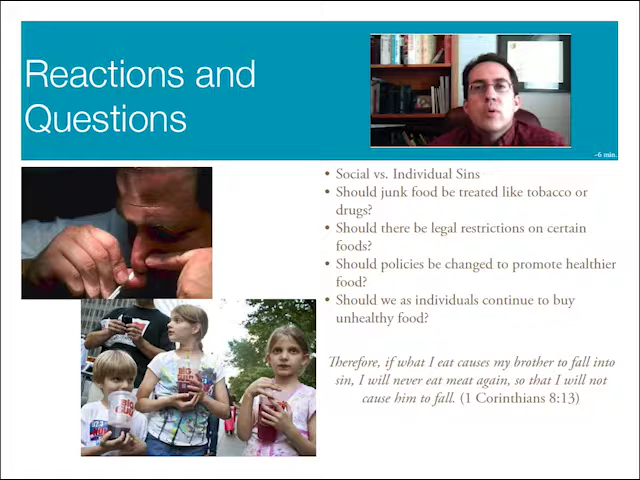 Reactions and
Questions
~6 min.
• Social vs. Individual Sins
• Should junk food be treated like tobacco or
drugs?
• Should there be legal restrictions on certain
foods?
• Should policies be changed to promote healthier
food?
• Should we as individuals continue to buy
unhealthy food?
Therefore, if what I eat causes my brother to fall into
sin, I will never eat meat again, so that I will not
cause him to fall. (1 Corinthians 8:13)
BIG
GULP